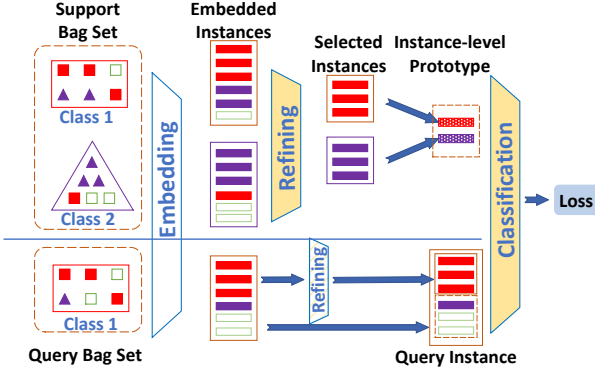 Support
Bag Set
Embedded
Instances
Selected
Instances
Instance-level
Prototype
Class 1
Class 2
Embedding
Refining
Classification
Loss
Class 1
Refining
Query Bag Set
Query Instance